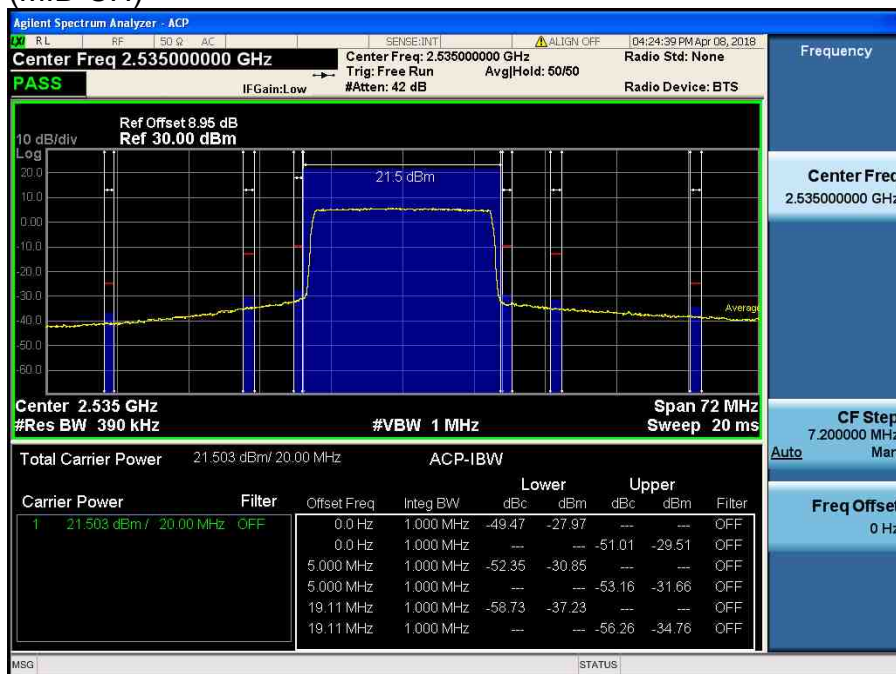 (MID CH)
Agilent Spectrum Analyzer - ACP
LXI RL RF 50 Ω AC SENSE:INT ALIGN OFF 04:24:39 PM Apr 08, 2018
Center Freq 2.535000000 GHz
Center Freq: 2.535000000 GHz
Radio Std: None
Trig: Free Run Avg|Hold: 50/50
PASS
IFGain:Low
#Atten: 42 dB
Radio Device: BTS
Ref Offset 8.95 dB
10 dB/div Ref 30.00 dBm
Log
20.0
21.5 dBm
10.0
0.00
-10.0
-20.0
-30.0
Average
-40.0
-50.0
-60.0
Center 2.535 GHz Span 72 MHz
#Res BW 390 kHz #VBW 1 MHz Sweep 20 ms
Total Carrier Power 21.503 dBm/ 20.00 MHz ACP-IBW
Lower Upper
Carrier Power Filter Offset Freq Integ BW dBc dBm dBc dBm Filter
1 21.503 dBm / 20.00 MHz OFF 0.0 Hz 1.000 MHz -49.47 -27.97 --- --- OFF
0.0 Hz 1.000 MHz --- --- -51.01 -29.51 OFF
5.000 MHz 1.000 MHz -52.35 -30.85 --- --- OFF
5.000 MHz 1.000 MHz --- --- -53.16 -31.66 OFF
19.11 MHz 1.000 MHz -58.73 -37.23 --- --- OFF
19.11 MHz 1.000 MHz --- --- -56.26 -34.76 OFF
MSG STATUS
Frequency
Center Freq
2.535000000 GHz
CF Step
7.200000 MHz
Auto Man
Freq Offset
0 Hz